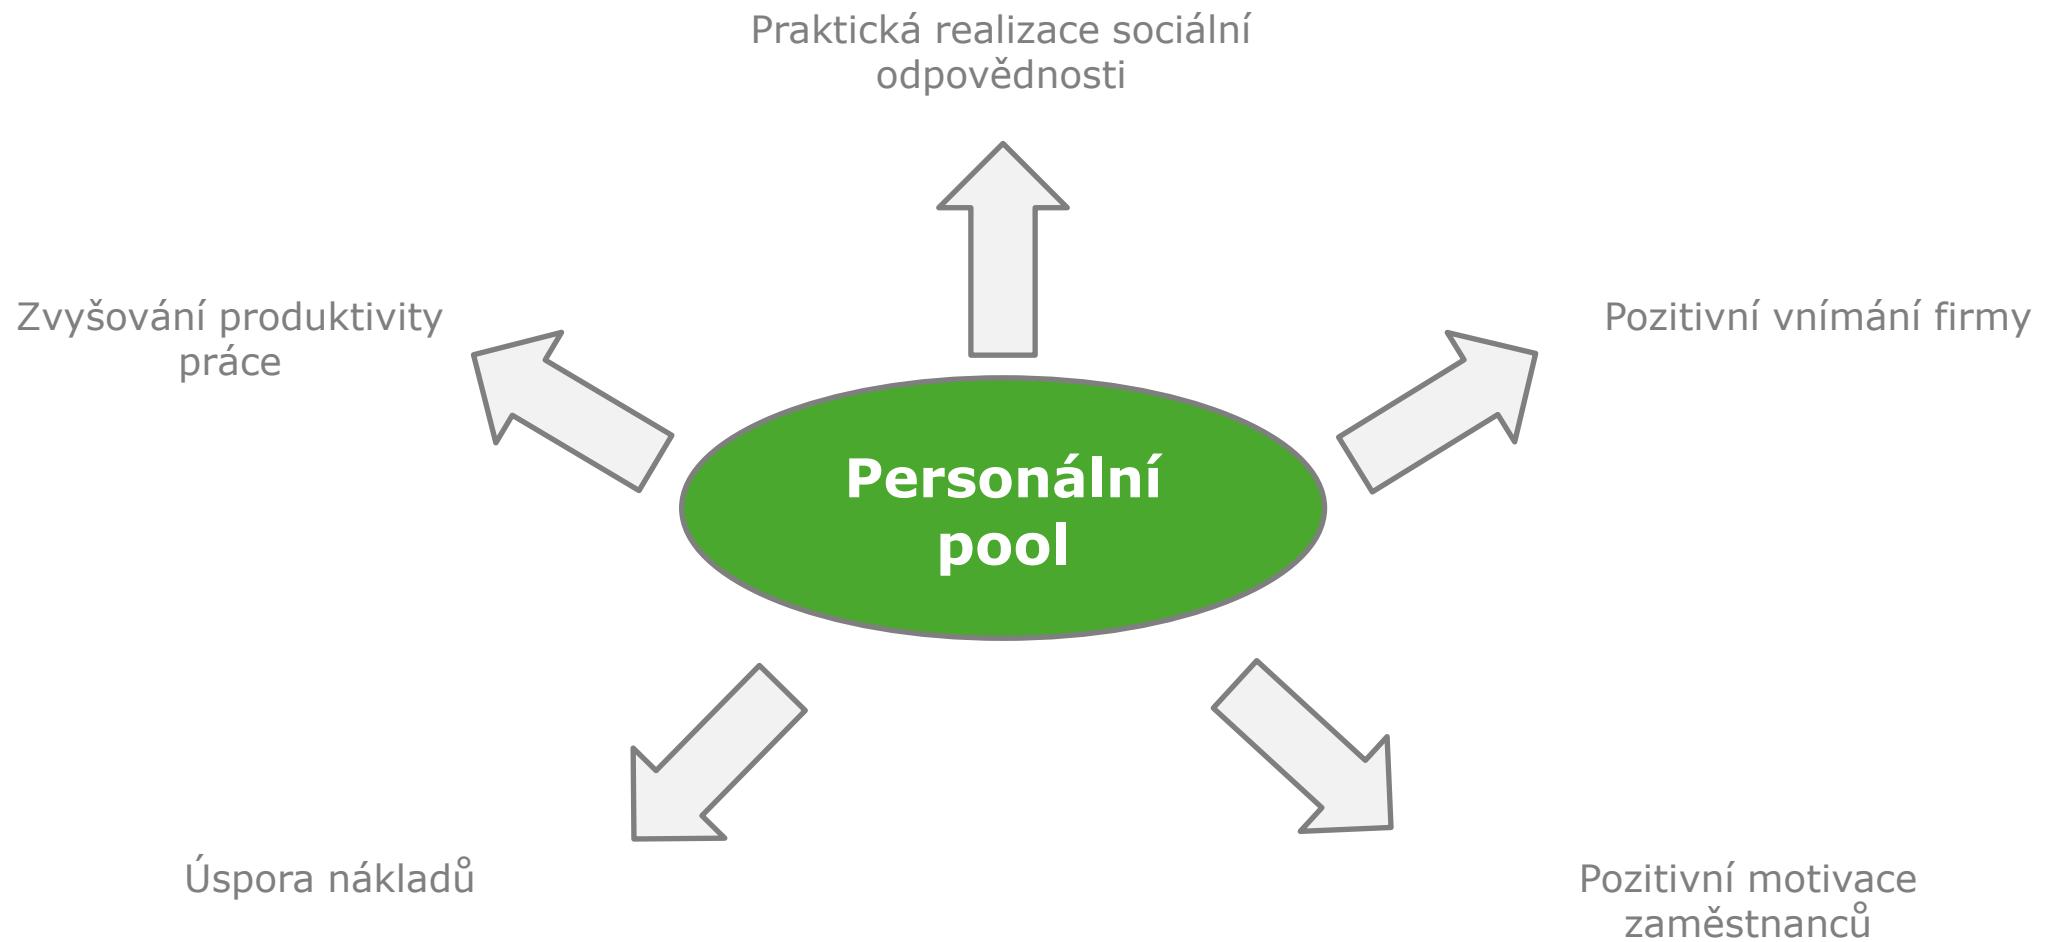 Praktická realizace sociální
odpovědnosti
Zvyšování produktivity
práce
Pozitivní vnímání firmy
Personální
pool
Úspora nákladů
Pozitivní motivace
zaměstnanců